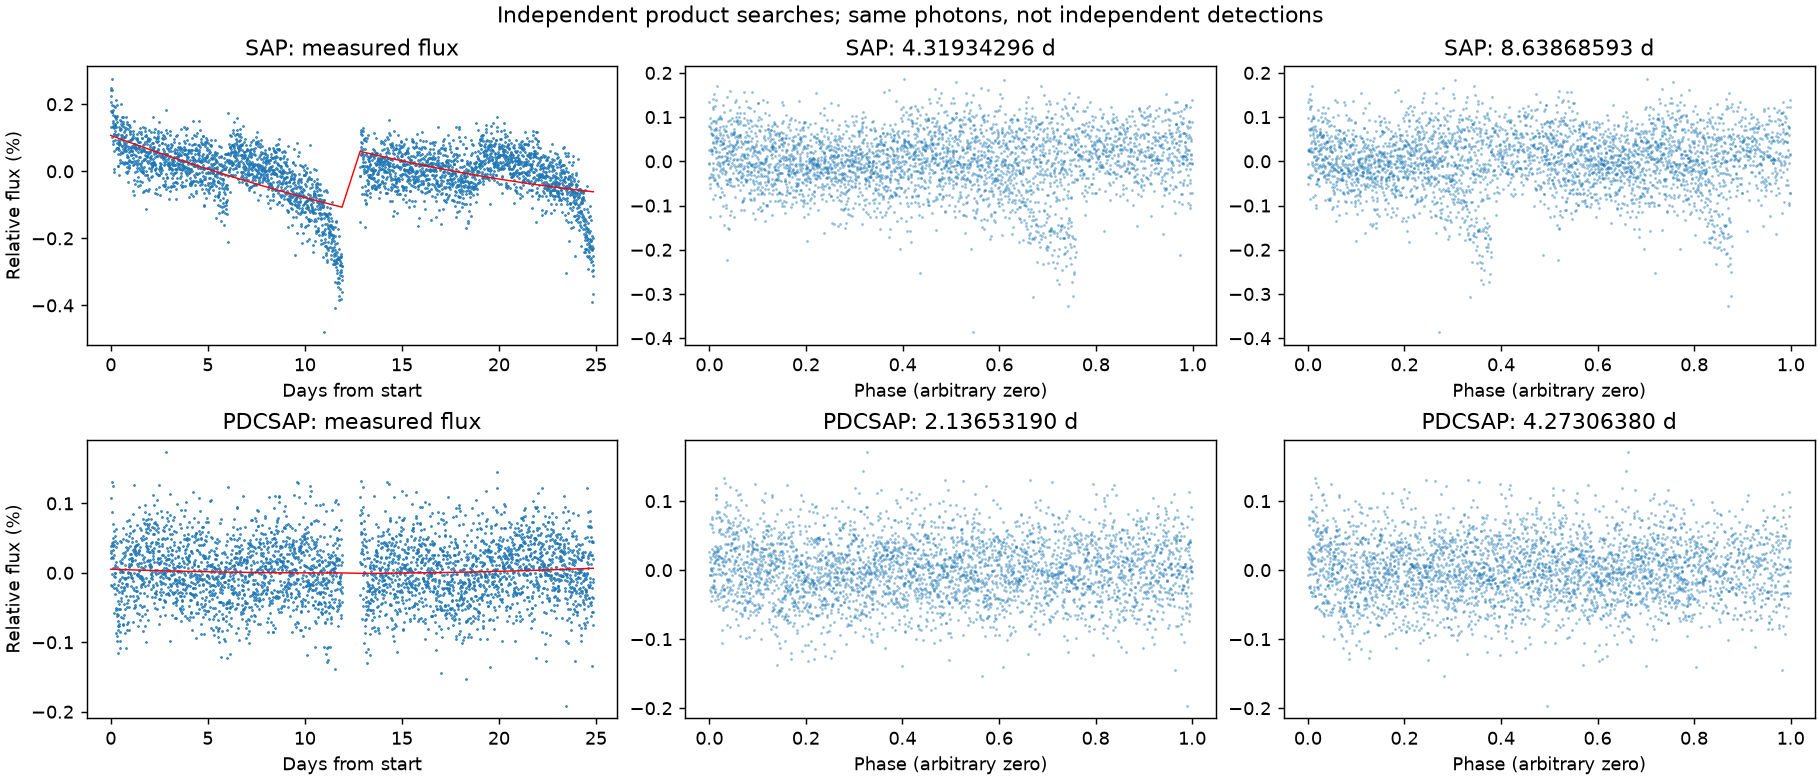 Independent product searches; same photons, not independent detections
SAP: measured flux
SAP: 4.31934296 d
SAP: 8.63868593 d
Relative flux (%)
0.2
0.0
−0.2
−0.4
0.2
0.1
0.0
−0.1
−0.2
−0.3
−0.4
0.2
0.1
0.0
−0.1
−0.2
−0.3
−0.4
0 5 10 15 20 25
0.0 0.2 0.4 0.6 0.8 1.0
0.0 0.2 0.4 0.6 0.8 1.0
Days from start
Phase (arbitrary zero)
Phase (arbitrary zero)
PDCSAP: measured flux
PDCSAP: 2.13653190 d
PDCSAP: 4.27306380 d
Relative flux (%)
0.1
0.0
−0.1
−0.2
0.1
0.0
−0.1
−0.2
0.1
0.0
−0.1
−0.2
0 5 10 15 20 25
0.0 0.2 0.4 0.6 0.8 1.0
0.0 0.2 0.4 0.6 0.8 1.0
Days from start
Phase (arbitrary zero)
Phase (arbitrary zero)